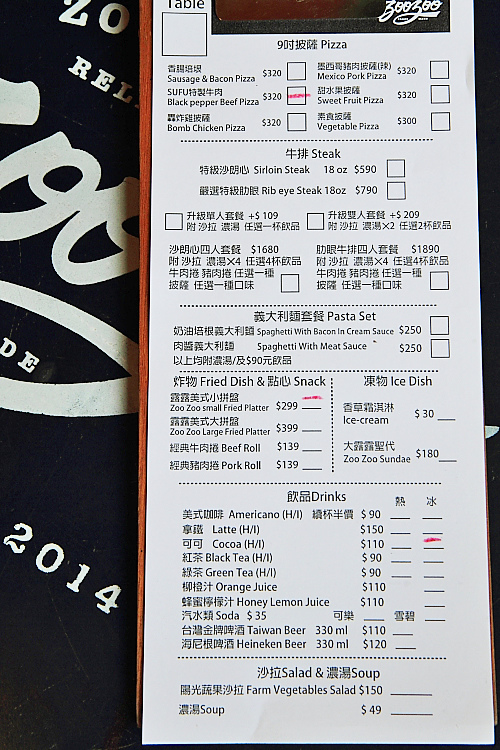 Table
ZooZoo
9吋披薩 Pizza
香腸培根
Sausage & Bacon Pizza $320
墨西哥豬肉披薩(辣)
Mexico Pork Pizza $320
SUFU特製牛肉
Black pepper Beef Pizza $320
甜水果披薩
Sweet Fruit Pizza $320
轟炸雞披薩
Bomb Chicken Pizza $320
素食披薩
Vegetable Pizza $300
牛排 Steak
特級沙朗心 Sirloin Steak 18 oz $590
嚴選特級肋眼 Rib eye Steak 18oz $790
升級單人套餐 +$ 109
附 沙拉 濃湯 任選一杯飲品
升級雙人套餐 +$ 209
附 沙拉 濃湯×2 任選2杯飲品
沙朗心四人套餐 $1680
附 沙拉 濃湯×4 任選4杯飲品
牛肉捲 豬肉捲 任選一種
披薩 任選一種口味
肋眼牛排四人套餐 $1890
附 沙拉 濃湯×4 任選4杯飲品
牛肉捲 豬肉捲 任選一種
披薩 任選一種口味
義大利麵套餐 Pasta Set
奶油培根義大利麵 Spaghetti With Bacon In Cream Sauce $250
肉醬義大利麵 Spaghetti With Meat Sauce $250
以上均附濃湯/及$90元飲品
炸物 Fried Dish & 點心 Snack
露露美式小拼盤
Zoo Zoo small Fried Platter $299
露露美式大拼盤
Zoo Zoo Large Fried Platter $399
經典牛肉捲 Beef Roll $139
經典豬肉捲 Pork Roll $139
凍物 Ice Dish
香草霜淇淋
Ice-cream $ 30
大露露聖代
Zoo Zoo Sundae $180
飲品Drinks
熱 冰
美式咖啡 Americano (H/I) 續杯半價 $ 90
拿鐵 Latte (H/I) $150
可可 Cocoa (H/I) $110
紅茶 Black Tea (H/I) $ 90
綠茶 Green Tea (H/I) $ 90
柳橙汁 Orange Juice $110
蜂蜜檸檬汁 Honey Lemon Juice $110
汽水類 Soda $ 35 可樂 雪碧
台灣金牌啤酒 Taiwan Beer 330 ml $110
海尼根啤酒 Heineken Beer 330 ml $120
沙拉Salad & 濃湯Soup
陽光蔬果沙拉 Farm Vegetables Salad $150
濃湯Soup $ 49
2014